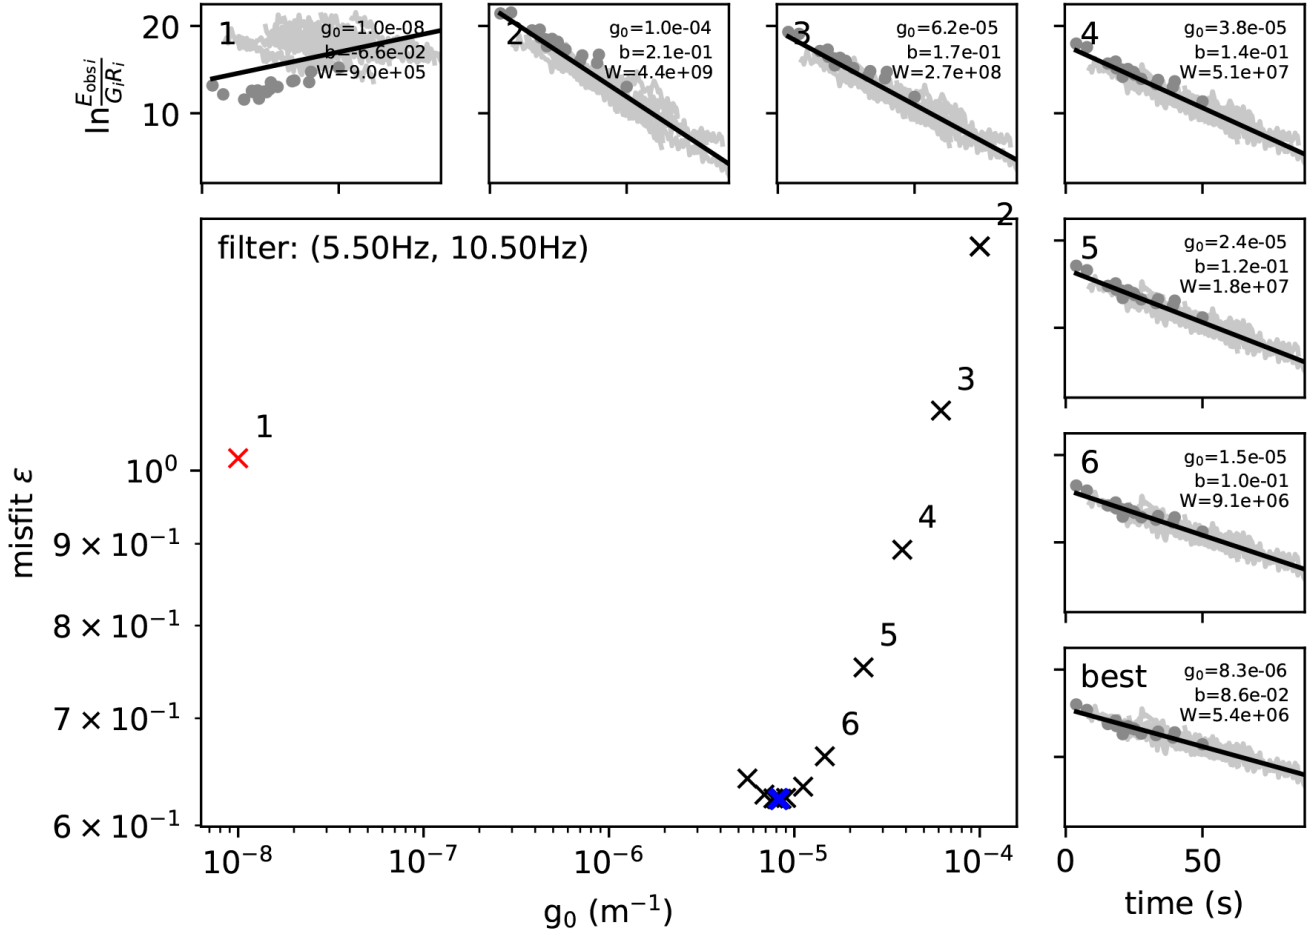 20
10
ln E_obs i / G_i R_i
1
g₀=1.0e-08
b=-6.6e-02
W=9.0e+05
2
g₀=1.0e-04
b=2.1e-01
W=4.4e+09
3
g₀=6.2e-05
b=1.7e-01
W=2.7e+08
4
g₀=3.8e-05
b=1.4e-01
W=5.1e+07
filter: (5.50Hz, 10.50Hz)
2
3
1
4
5
6
10⁰
9 × 10⁻¹
8 × 10⁻¹
7 × 10⁻¹
6 × 10⁻¹
misfit ε
10⁻⁸
10⁻⁷
10⁻⁶
10⁻⁵
10⁻⁴
g₀ (m⁻¹)
5
g₀=2.4e-05
b=1.2e-01
W=1.8e+07
6
g₀=1.5e-05
b=1.0e-01
W=9.1e+06
best
g₀=8.3e-06
b=8.6e-02
W=5.4e+06
0
50
time (s)